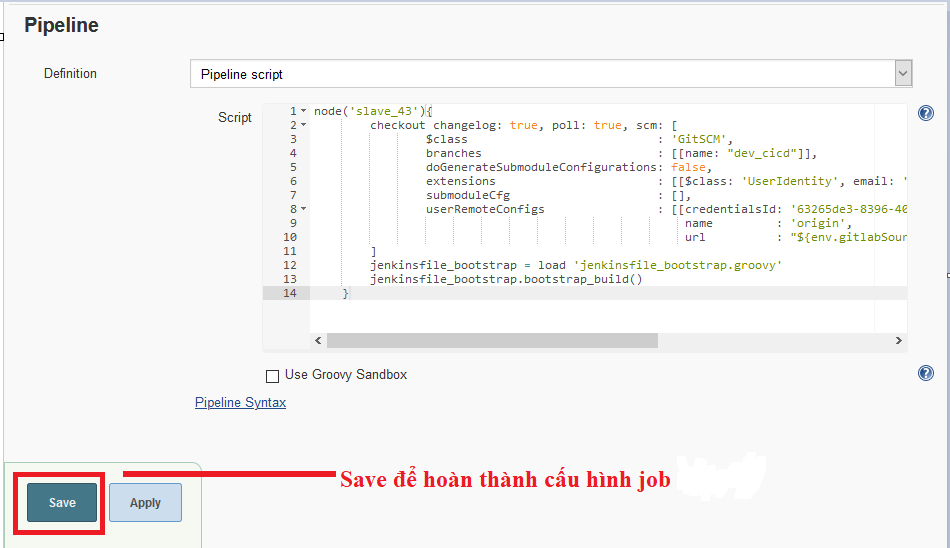 Pipeline
Definition
Pipeline script
Script
1 node('slave_43'){
2 checkout changelog: true, poll: true, scm: [
3 $class : 'GitSCM',
4 branches : [[name: "dev_cicd"]],
5 doGenerateSubmoduleConfigurations: false,
6 extensions : [[$class: 'UserIdentity', email: '
7 submoduleCfg : [],
8 userRemoteConfigs : [[credentialsId: '63265de3-8396-40
9 name : 'origin',
10 url : "${env.gitlabSour
11 ]
12 jenkinsfile_bootstrap = load 'jenkinsfile_bootstrap.groovy'
13 jenkinsfile_bootstrap.bootstrap_build()
14 }
Use Groovy Sandbox
Pipeline Syntax
Save để hoàn thành cấu hình job
Save Apply